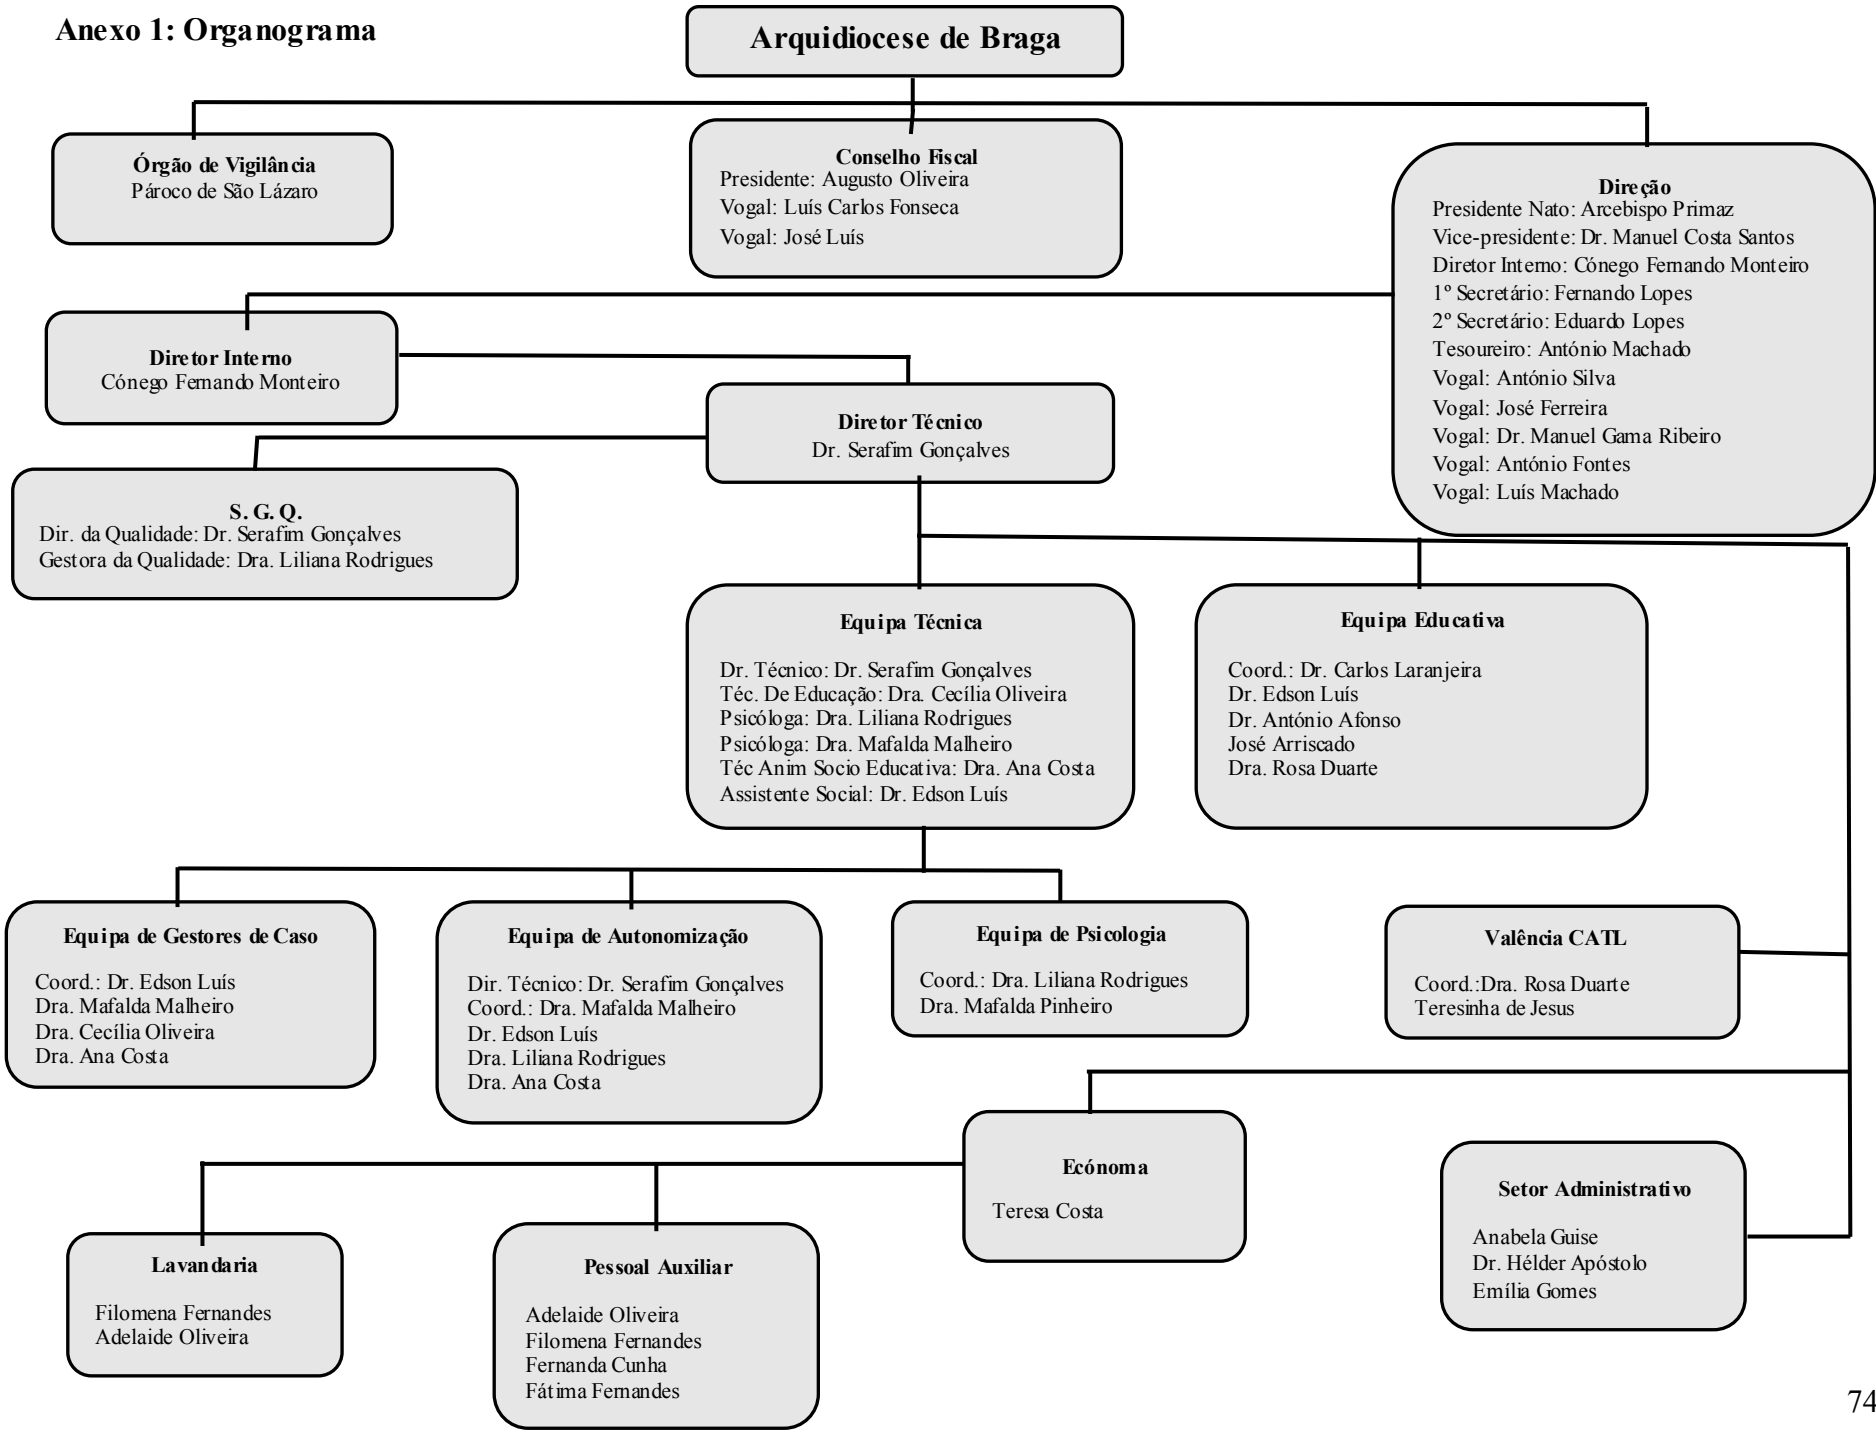 Anexo 1: Organograma
Arquidiocese de Braga
Órgão de Vigilância
Pároco de São Lázaro
Conselho Fiscal
Presidente: Augusto Oliveira
Vogal: Luís Carlos Fonseca
Vogal: José Luís
Direção
Presidente Nato: Arcebispo Primaz
Vice-presidente: Dr. Manuel Costa Santos
Diretor Interno: Cónego Fernando Monteiro
1º Secretário: Fernando Lopes
2º Secretário: Eduardo Lopes
Tesoureiro: António Machado
Vogal: António Silva
Vogal: José Ferreira
Vogal: Dr. Manuel Gama Ribeiro
Vogal: António Fontes
Vogal: Luís Machado
Diretor Interno
Cónego Fernando Monteiro
Diretor Técnico
Dr. Serafim Gonçalves
S. G. Q.
Dir. da Qualidade: Dr. Serafim Gonçalves
Gestora da Qualidade: Dra. Liliana Rodrigues
Equipa Técnica
Dr. Técnico: Dr. Serafim Gonçalves
Téc. De Educação: Dra. Cecília Oliveira
Psicóloga: Dra. Liliana Rodrigues
Psicóloga: Dra. Mafalda Malheiro
Téc Anim Socio Educativa: Dra. Ana Costa
Assistente Social: Dr. Edson Luís
Equipa Educativa
Coord.: Dr. Carlos Laranjeira
Dr. Edson Luís
Dr. António Afonso
José Arriscado
Dra. Rosa Duarte
Equipa de Gestores de Caso
Coord.: Dr. Edson Luís
Dra. Mafalda Malheiro
Dra. Cecília Oliveira
Dra. Ana Costa
Equipa de Autonomização
Dir. Técnico: Dr. Serafim Gonçalves
Coord.: Dra. Mafalda Malheiro
Dr. Edson Luís
Dra. Liliana Rodrigues
Dra. Ana Costa
Equipa de Psicologia
Coord.: Dra. Liliana Rodrigues
Dra. Mafalda Pinheiro
Valência CATL
Coord.:Dra. Rosa Duarte
Teresinha de Jesus
Ecónoma
Teresa Costa
Setor Administrativo
Anabela Guise
Dr. Hélder Apóstolo
Emília Gomes
Lavandaria
Filomena Fernandes
Adelaide Oliveira
Pessoal Auxiliar
Adelaide Oliveira
Filomena Fernandes
Fernanda Cunha
Fátima Fernandes
74